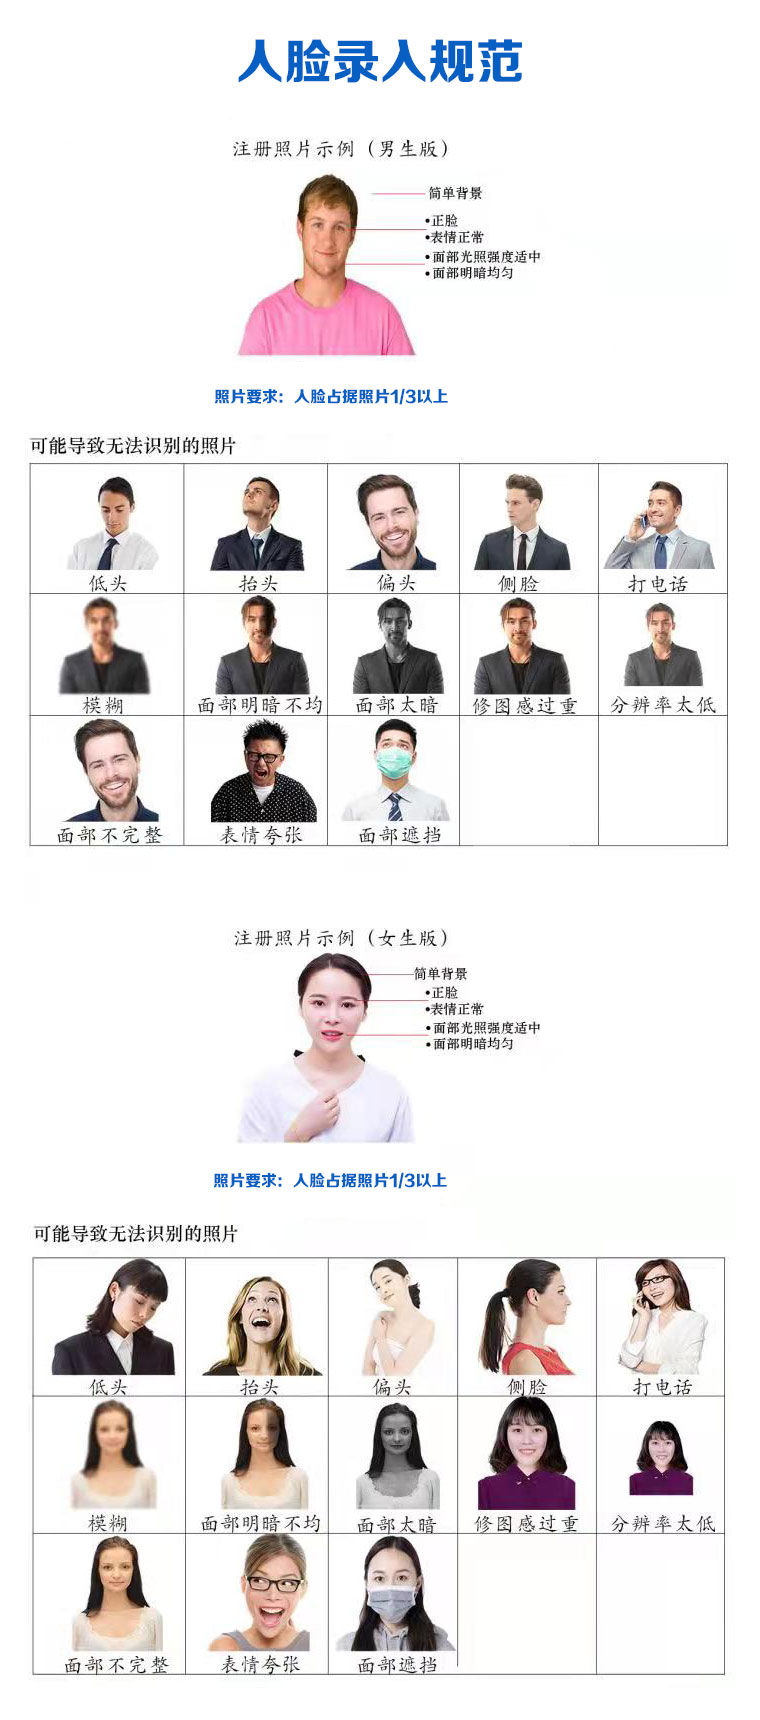 人脸录入规范
注册照片示例（男生版）
简单背景
•正脸
•表情正常
•面部光照强度适中
•面部明暗均匀
照片要求：人脸占据照片1/3以上
可能导致无法识别的照片
低头 抬头 偏头 侧脸 打电话
模糊 面部明暗不均 面部太暗 修图感过重 分辨率太低
面部不完整 表情夸张 面部遮挡
注册照片示例（女生版）
简单背景
•正脸
•表情正常
•面部光照强度适中
•面部明暗均匀
照片要求：人脸占据照片1/3以上
可能导致无法识别的照片
低头 抬头 偏头 侧脸 打电话
模糊 面部明暗不均 面部太暗 修图感过重 分辨率太低
面部不完整 表情夸张 面部遮挡